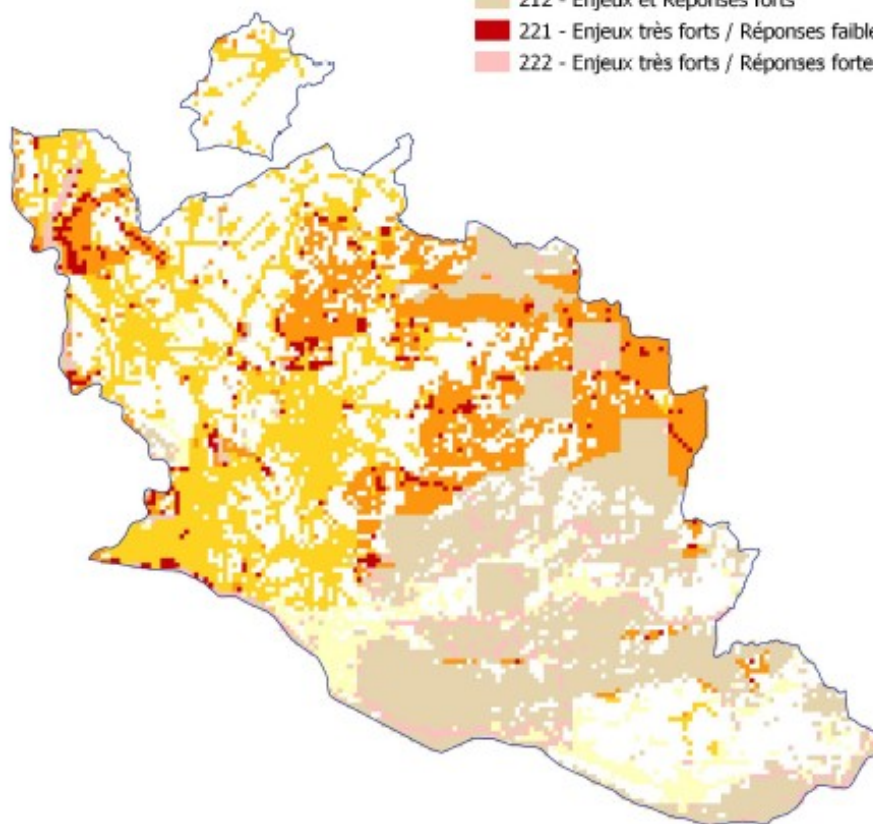 212 - Enjeux et Réponses forts
221 - Enjeux très forts / Réponses faible
222 - Enjeux très forts / Réponses forte